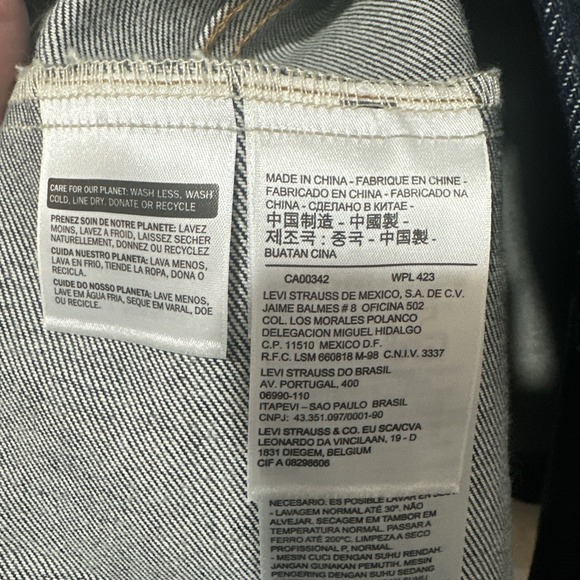 CARE FOR OUR PLANET: WASH LESS, WASH
COLD, LINE DRY. DONATE OR RECYCLE
PRENEZ SOIN DE NOTRE PLANETE: LAVEZ
MOINS, LAVEZ A FROID, LAISSEZ SECHER
NATURELLEMENT, DONNEZ OU RECYCLEZ
CUIDA NUESTRO PLANETA: LAVA MENOS,
LAVA EN FRIO, TIENDE LA ROPA, DONA O
RECICLA.
CUIDE DO NOSSO PLANETA: LAVE MENOS,
LAVE EM ÁGUA FRIA, SEQUE EM VARAL, DOE
OU RECICLE.
MADE IN CHINA - FABRIQUE EN CHINE -
FABRICADO EN CHINA - FABRICADO NA
CHINA - СДЕЛАНО В КИТАЕ -
中国制造 - 中國製 -
제조국 : 중국 - 中国製 -
BUATAN CINA
CA00342 WPL 423
LEVI STRAUSS DE MEXICO, S.A. DE C.V.
JAIME BALMES # 8 OFICINA 502
COL. LOS MORALES POLANCO
DELEGACION MIGUEL HIDALGO
C.P. 11510 MEXICO D.F.
R.F.C. LSM 660818 M-98 C.N.I.V. 3337
LEVI STRAUSS DO BRASIL
AV. PORTUGAL, 400
06990-110
ITAPEVI – SAO PAULO BRASIL
CNPJ: 43.351.097/0001-90
LEVI STRAUSS & CO. EU SCA/CVA
LEONARDO DA VINCILAAN, 19 - D
1831 DIEGEM, BELGIUM
CIF A 08298606
NECESARIO. ES POSIBLE LAVAR EN
- LAVAGEM NORMAL ATÉ 30º. NÃO
ALVEJAR. SECAGEM EM TAMBOR EM
TEMPERATURA NORMAL. PASSAR A
FERRO ATÉ 200ºC. LIMPEZA A SECO
PROFISSIONAL P, NORMAL.
- MESIN CUCI DENGAN SUHU RENDAH.
JANGAN GUNAKAN PEMUTIH. MESIN
PENGERING DENGAN SUHU SEDANG